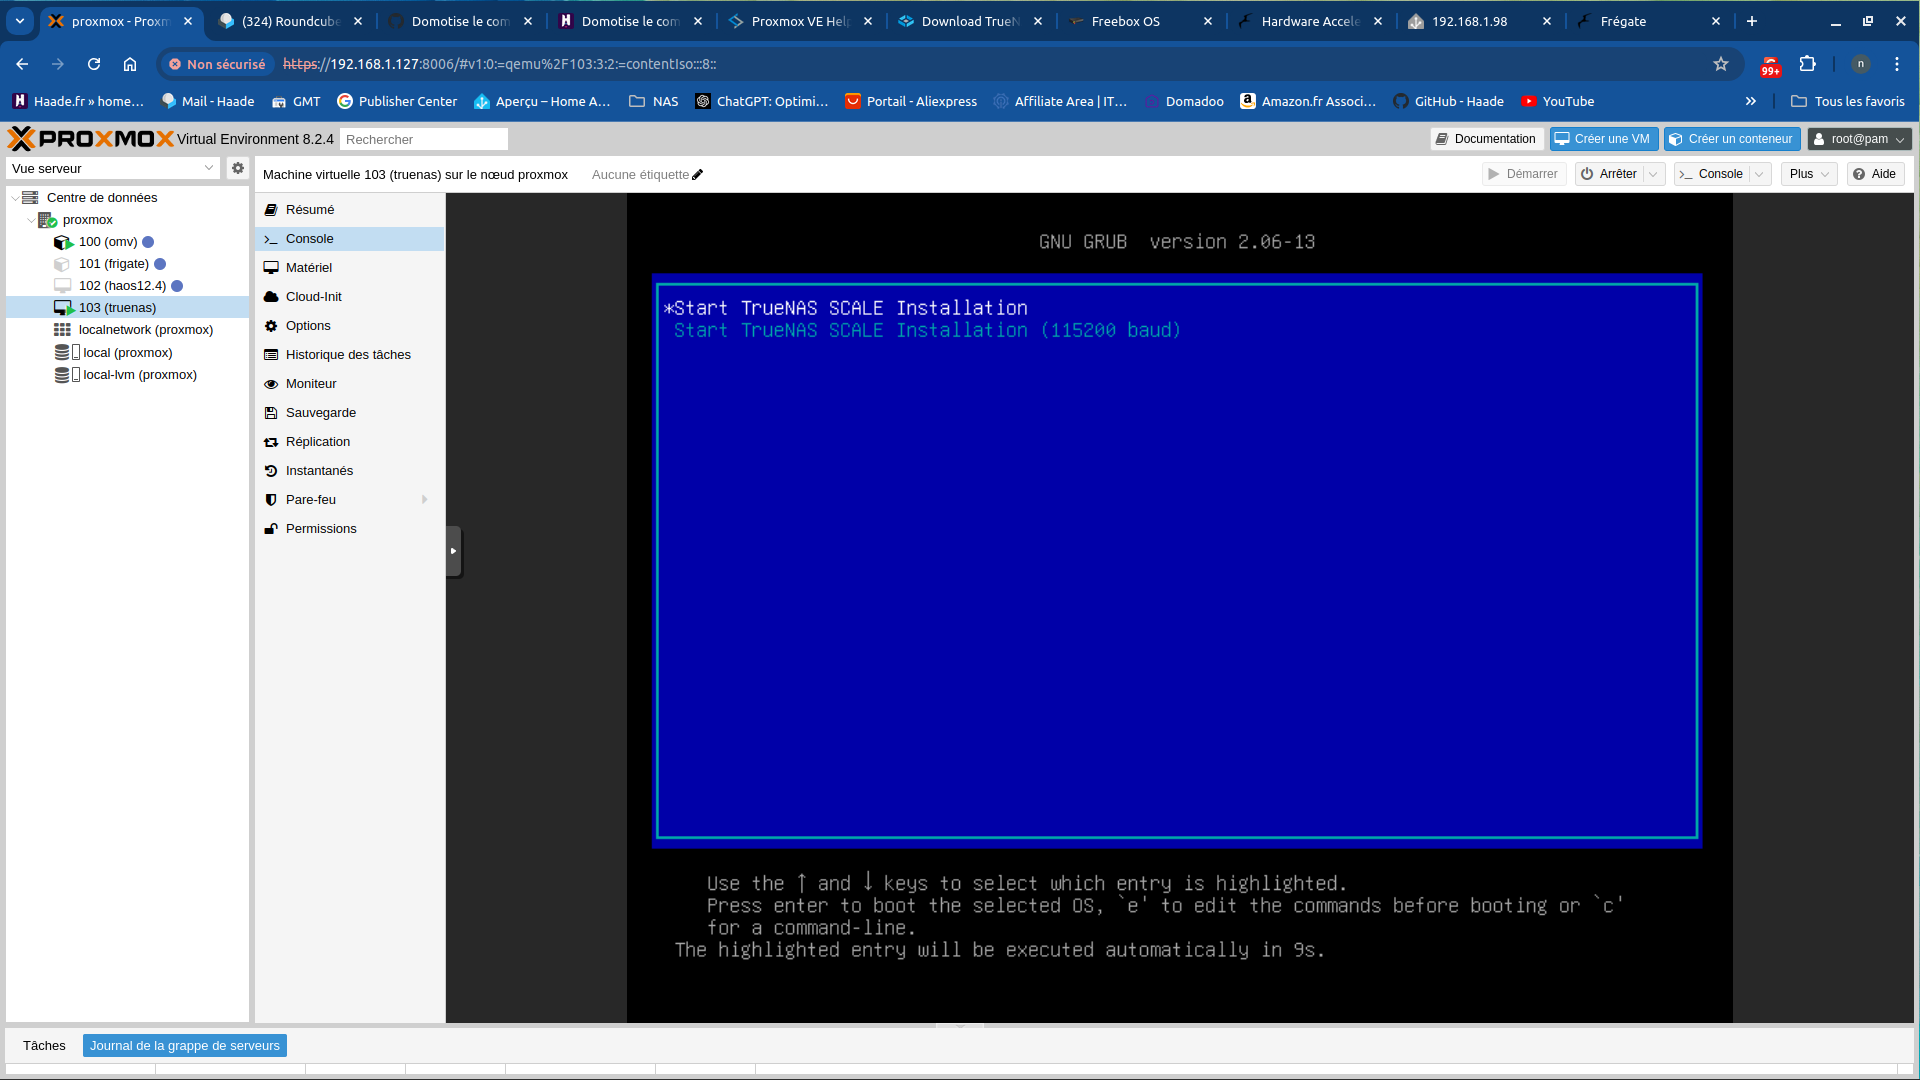 proxmox - Proxm
(324) Roundcube
Domotise le com
Domotise le com
Proxmox VE Hel
Download TrueN
Freebox OS
Hardware Accele
192.168.1.98
Frégate
Non sécurisé
https://192.168.1.127:8006/#v1:0:=qemu%2F103:3:2:=contentIso:::8::
99+
n
Haade.fr » home…
Mail - Haade
GMT
Publisher Center
Aperçu – Home A…
NAS
ChatGPT: Optimi…
Portail - Aliexpress
Affiliate Area | IT…
Domadoo
Amazon.fr Associ…
GitHub - Haade
YouTube
Tous les favoris
PROXMOX Virtual Environment 8.2.4
Rechercher
Documentation
Créer une VM
Créer un conteneur
root@pam
Vue serveur
Machine virtuelle 103 (truenas) sur le nœud proxmox
Aucune étiquette
Démarrer
Arrêter
Console
Plus
Aide
Centre de données
proxmox
100 (omv)
101 (frigate)
102 (haos12.4)
103 (truenas)
localnetwork (proxmox)
local (proxmox)
local-lvm (proxmox)
Résumé
Console
Matériel
Cloud-Init
Options
Historique des tâches
Moniteur
Sauvegarde
Réplication
Instantanés
Pare-feu
Permissions
GNU GRUB  version 2.06-13
*Start TrueNAS SCALE Installation
Start TrueNAS SCALE Installation (115200 baud)
Use the ↑ and ↓ keys to select which entry is highlighted.
Press enter to boot the selected OS, `e' to edit the commands before booting or `c'
for a command-line.
The highlighted entry will be executed automatically in 9s.
Tâches
Journal de la grappe de serveurs